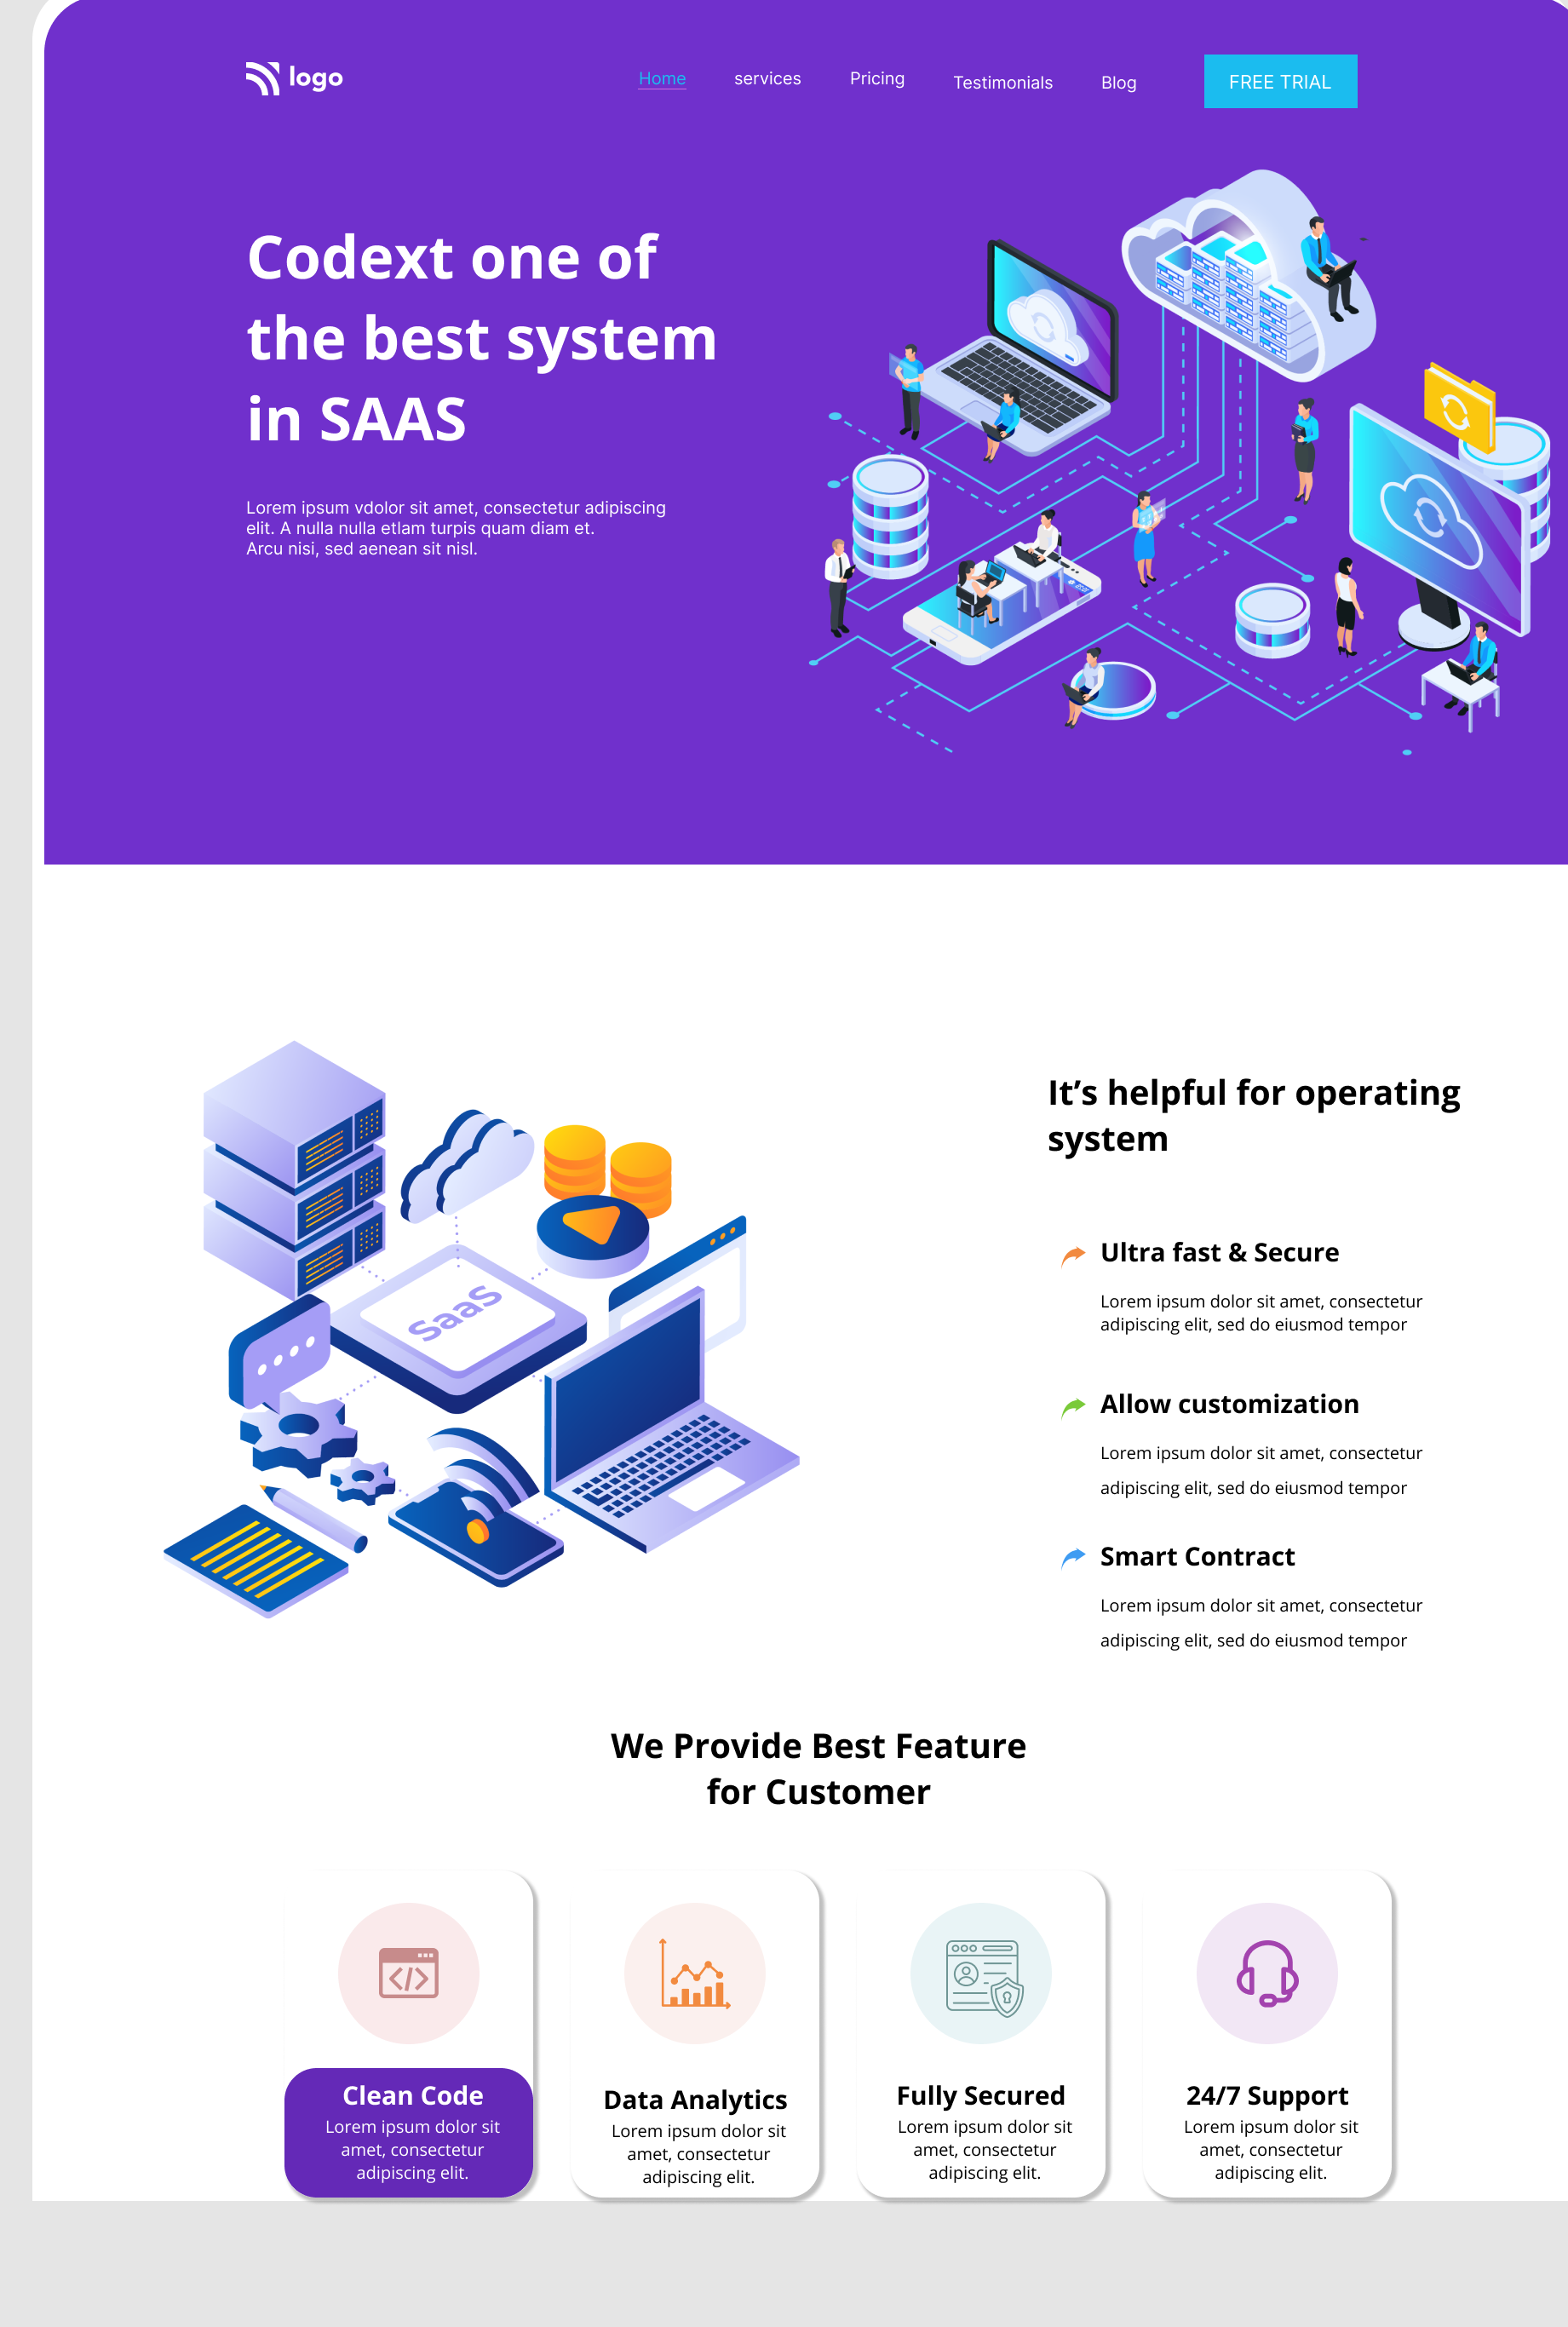 logo
Home
services
Pricing
Testimonials
Blog
FREE TRIAL
Codext one of
the best system
in SAAS
Lorem ipsum vdolor sit amet, consectetur adipiscing
elit. A nulla nulla etlam turpis quam diam et.
Arcu nisi, sed aenean sit nisl.
SaaS
It’s helpful for operating
system
Ultra fast & Secure
Lorem ipsum dolor sit amet, consectetur
adipiscing elit, sed do eiusmod tempor
Allow customization
Lorem ipsum dolor sit amet, consectetur
adipiscing elit, sed do eiusmod tempor
Smart Contract
Lorem ipsum dolor sit amet, consectetur
adipiscing elit, sed do eiusmod tempor
We Provide Best Feature
for Customer
Clean Code
Lorem ipsum dolor sit
amet, consectetur
adipiscing elit.
Data Analytics
Lorem ipsum dolor sit
amet, consectetur
adipiscing elit.
Fully Secured
Lorem ipsum dolor sit
amet, consectetur
adipiscing elit.
24/7 Support
Lorem ipsum dolor sit
amet, consectetur
adipiscing elit.